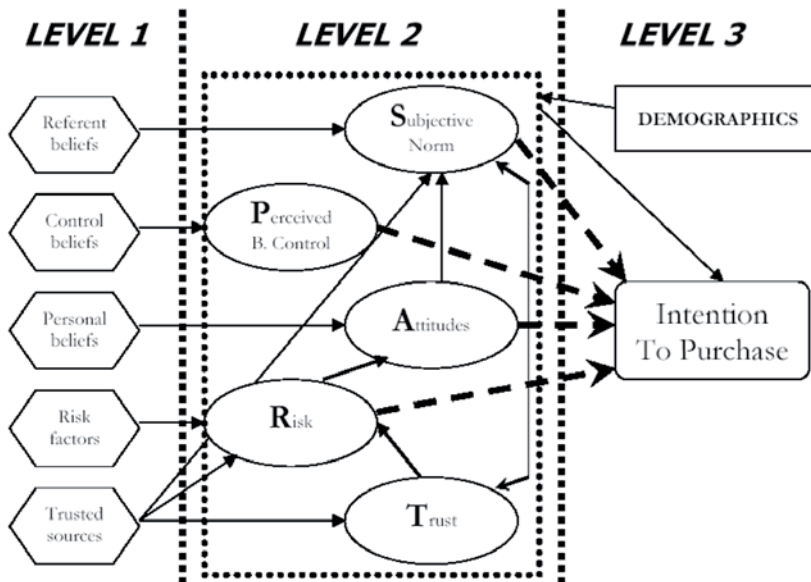 LEVEL 1
LEVEL 2
LEVEL 3
Referent
beliefs
Subjective
Norm
DEMOGRAPHICS
Control
beliefs
Perceived
B. Control
Personal
beliefs
Attitudes
Intention
To Purchase
Risk
factors
Risk
Trusted
sources
Trust